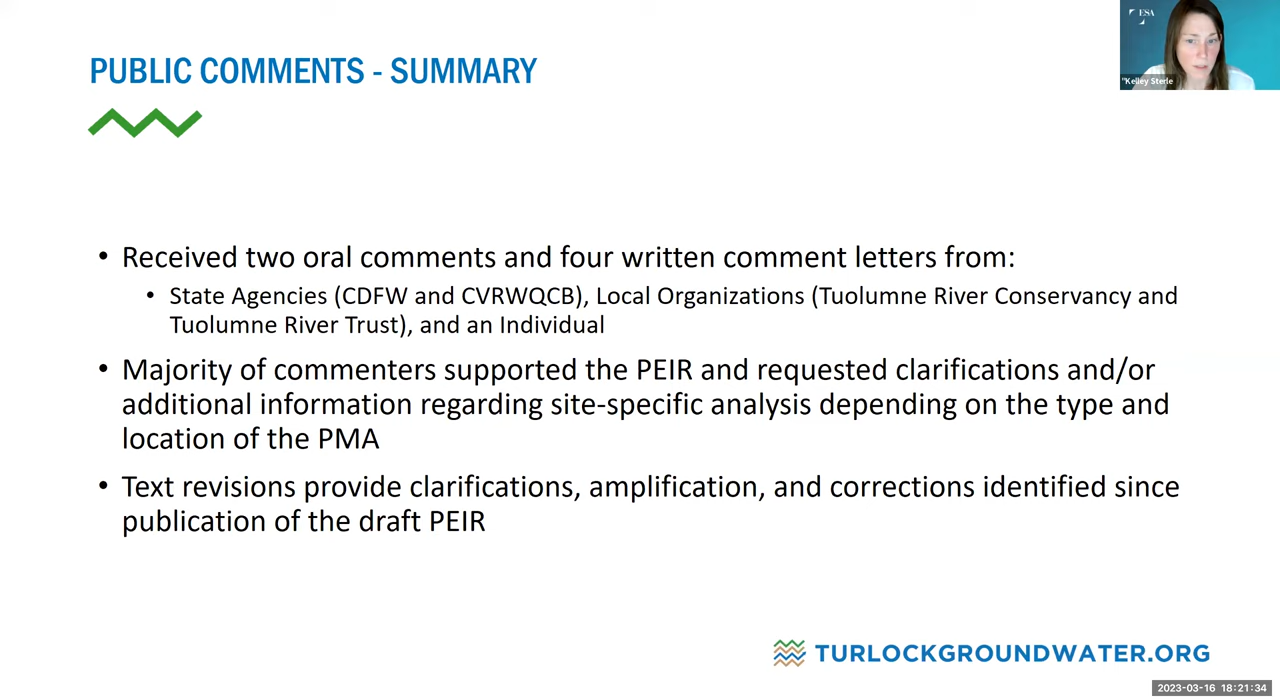 PUBLIC COMMENTS - SUMMARY
ESA
"Kelley Sterle
• Received two oral comments and four written comment letters from:
• State Agencies (CDFW and CVRWQCB), Local Organizations (Tuolumne River Conservancy and
Tuolumne River Trust), and an Individual
• Majority of commenters supported the PEIR and requested clarifications and/or
additional information regarding site-specific analysis depending on the type and
location of the PMA
• Text revisions provide clarifications, amplification, and corrections identified since
publication of the draft PEIR
TURLOCKGROUNDWATER.ORG
2023-03-16 18:21:34